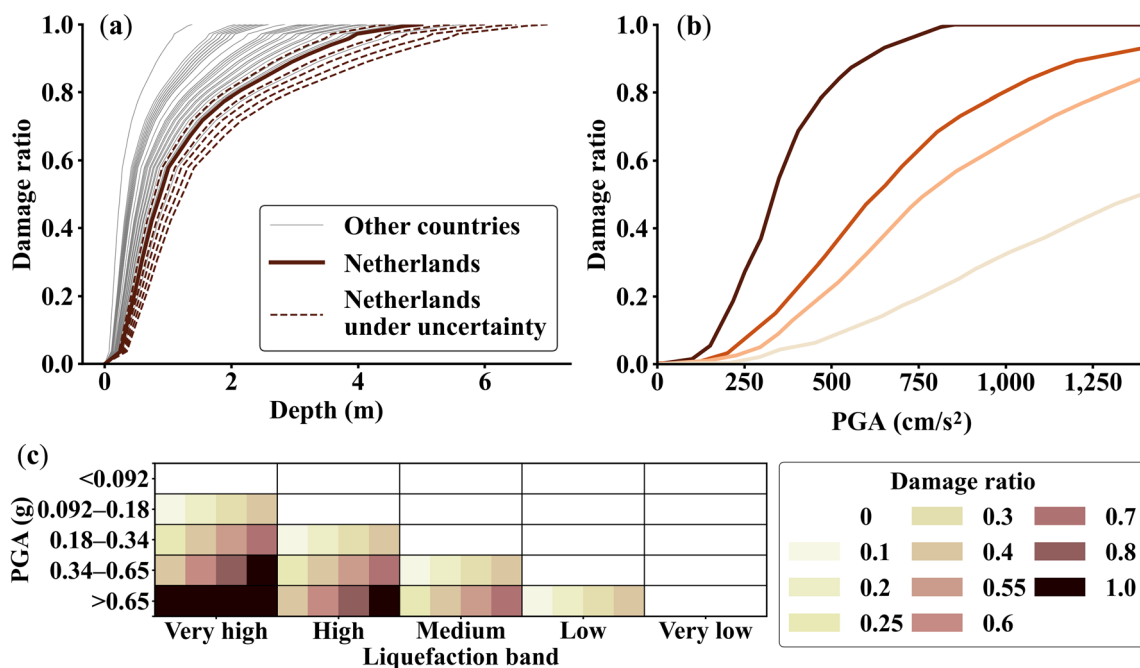 (a)
1.0
0.8
0.6
0.4
0.2
0.0
Damage ratio
0 2 4 6
Depth (m)
Other countries
Netherlands
Netherlands
under uncertainty
(b)
1.0
0.8
0.6
0.4
0.2
0.0
Damage ratio
0 250 500 750 1,000 1,250
PGA (cm/s²)
(c)
PGA (g)
<0.092
0.092–0.18
0.18–0.34
0.34–0.65
>0.65
Very high High Medium Low Very low
Liquefaction band
Damage ratio
0 0.3 0.7
0.1 0.4 0.8
0.2 0.55 1.0
0.25 0.6